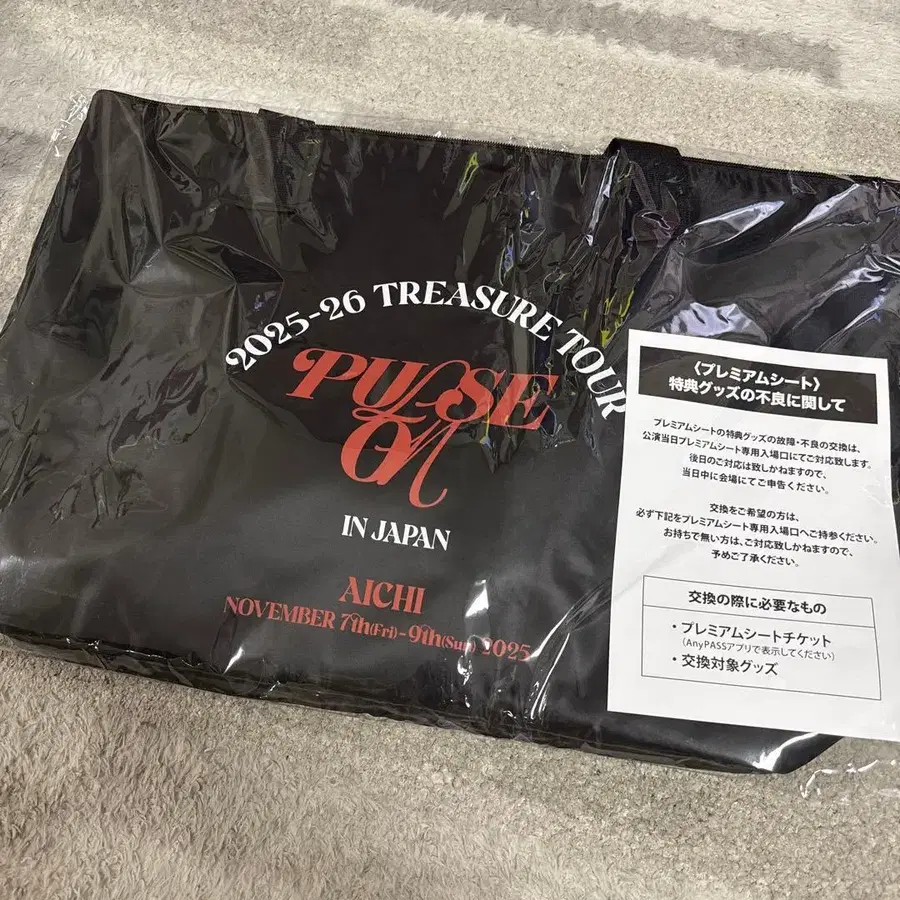 2025-26 TREASURE TOUR
PULSE
ON
IN JAPAN
AICHI
NOVEMBER 7th(Fri)-9th(Sun) 2025
〈プレミアムシート〉
特典グッズの不良に関して
プレミアムシートの特典グッズの故障・不良の交換は、
公演当日プレミアムシート専用入場口にてご対応致します。
後日のご対応は致しかねますので、
当日中に会場にてご申告ください。
交換をご希望の方は、
必ず下記をプレミアムシート専用入場口へご持参ください。
お持ちで無い方は、ご対応致しかねますので、
予めご了承ください。
交換の際に必要なもの
・プレミアムシートチケット
(AnyPASSアプリで表示してください)
・交換対象グッズ